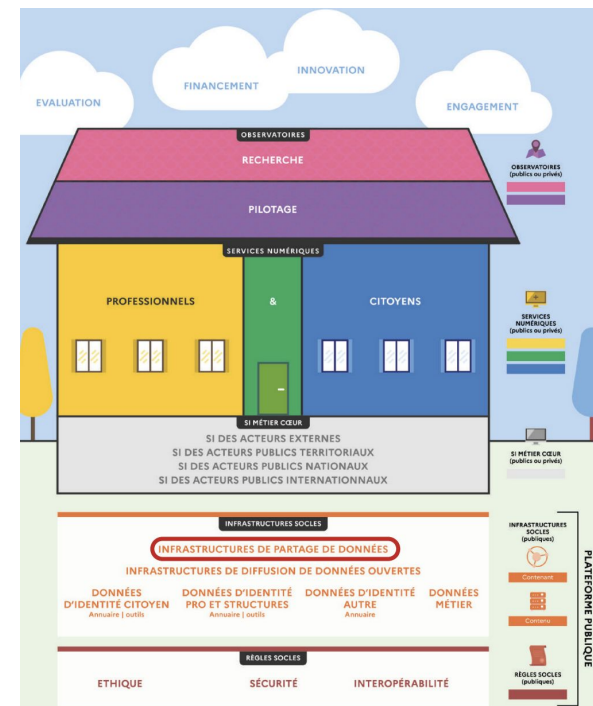 INNOVATION
FINANCEMENT
EVALUATION
ENGAGEMENT
OBSERVATOIRES
RECHERCHE
PILOTAGE
OBSERVATOIRES
(publics ou privés)
SERVICES NUMÉRIQUES
PROFESSIONNELS
&
CITOYENS
SERVICES
NUMÉRIQUES
(publics ou privés)
SI MÉTIER CŒUR
SI DES ACTEURS EXTERNES
SI DES ACTEURS PUBLICS TERRITORIAUX
SI DES ACTEURS PUBLICS NATIONAUX
SI DES ACTEURS PUBLICS INTERNATIONNAUX
SI MÉTIER CŒUR
(publics ou privés)
INFRASTRUCTURES SOCLES
INFRASTRUCTURES DE PARTAGE DE DONNÉES
INFRASTRUCTURES DE DIFFUSION DE DONNÉES OUVERTES
DONNÉES
D'IDENTITÉ CITOYEN
Annuaire | outils
DONNÉES D'IDENTITÉ
PRO ET STRUCTURES
Annuaire | outils
DONNÉES D'IDENTITÉ
AUTRE
Annuaire
DONNÉES
MÉTIER
INFRASTRUCTURES
SOCLES
(publiques)
Contenant
Contenu
PLATEFORME PUBLIQUE
RÈGLES SOCLES
ETHIQUE
SÉCURITÉ
INTEROPÉRABILITÉ
RÈGLES SOCLES
(publiques)